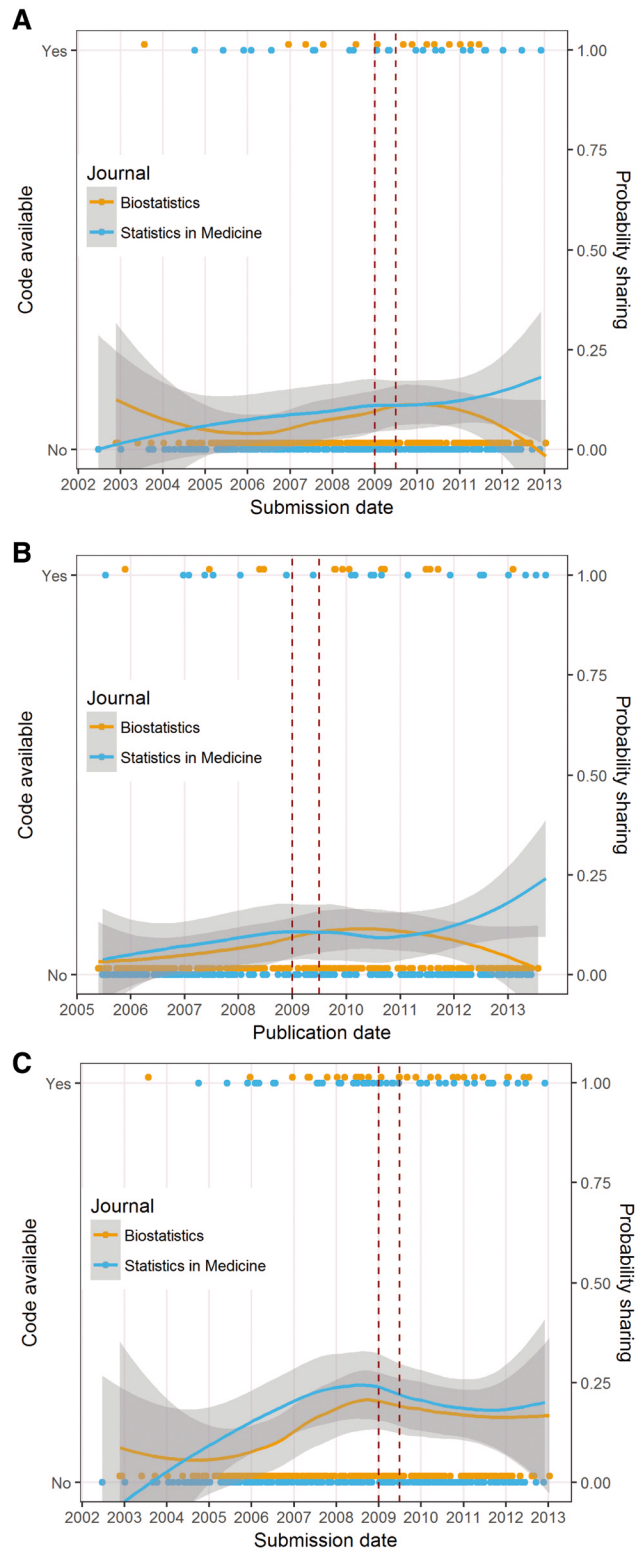 A
Yes
1.00
0.75
Journal
Biostatistics
Statistics in Medicine
Code available
Probability sharing
0.50
0.25
No
0.00
2002 2003 2004 2005 2006 2007 2008 2009 2010 2011 2012 2013
Submission date
B
Yes
1.00
0.75
Journal
Biostatistics
Statistics in Medicine
Code available
Probability sharing
0.50
0.25
No
0.00
2005 2006 2007 2008 2009 2010 2011 2012 2013
Publication date
C
Yes
1.00
0.75
Journal
Biostatistics
Statistics in Medicine
Code available
Probability sharing
0.50
0.25
No
0.00
2002 2003 2004 2005 2006 2007 2008 2009 2010 2011 2012 2013
Submission date